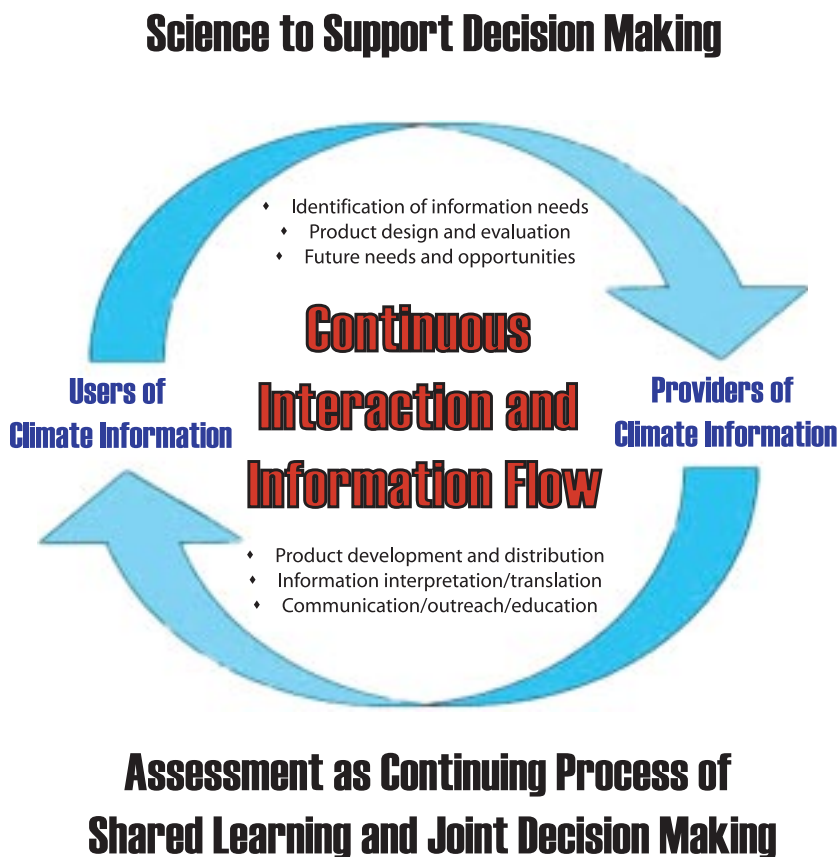 Science to Support Decision Making
♦ Identification of information needs
♦ Product design and evaluation
♦ Future needs and opportunities
Continuous
Interaction and
Information Flow
Users of
Climate Information
Providers of
Climate Information
♦ Product development and distribution
♦ Information interpretation/translation
♦ Communication/outreach/education
Assessment as Continuing Process of
Shared Learning and Joint Decision Making